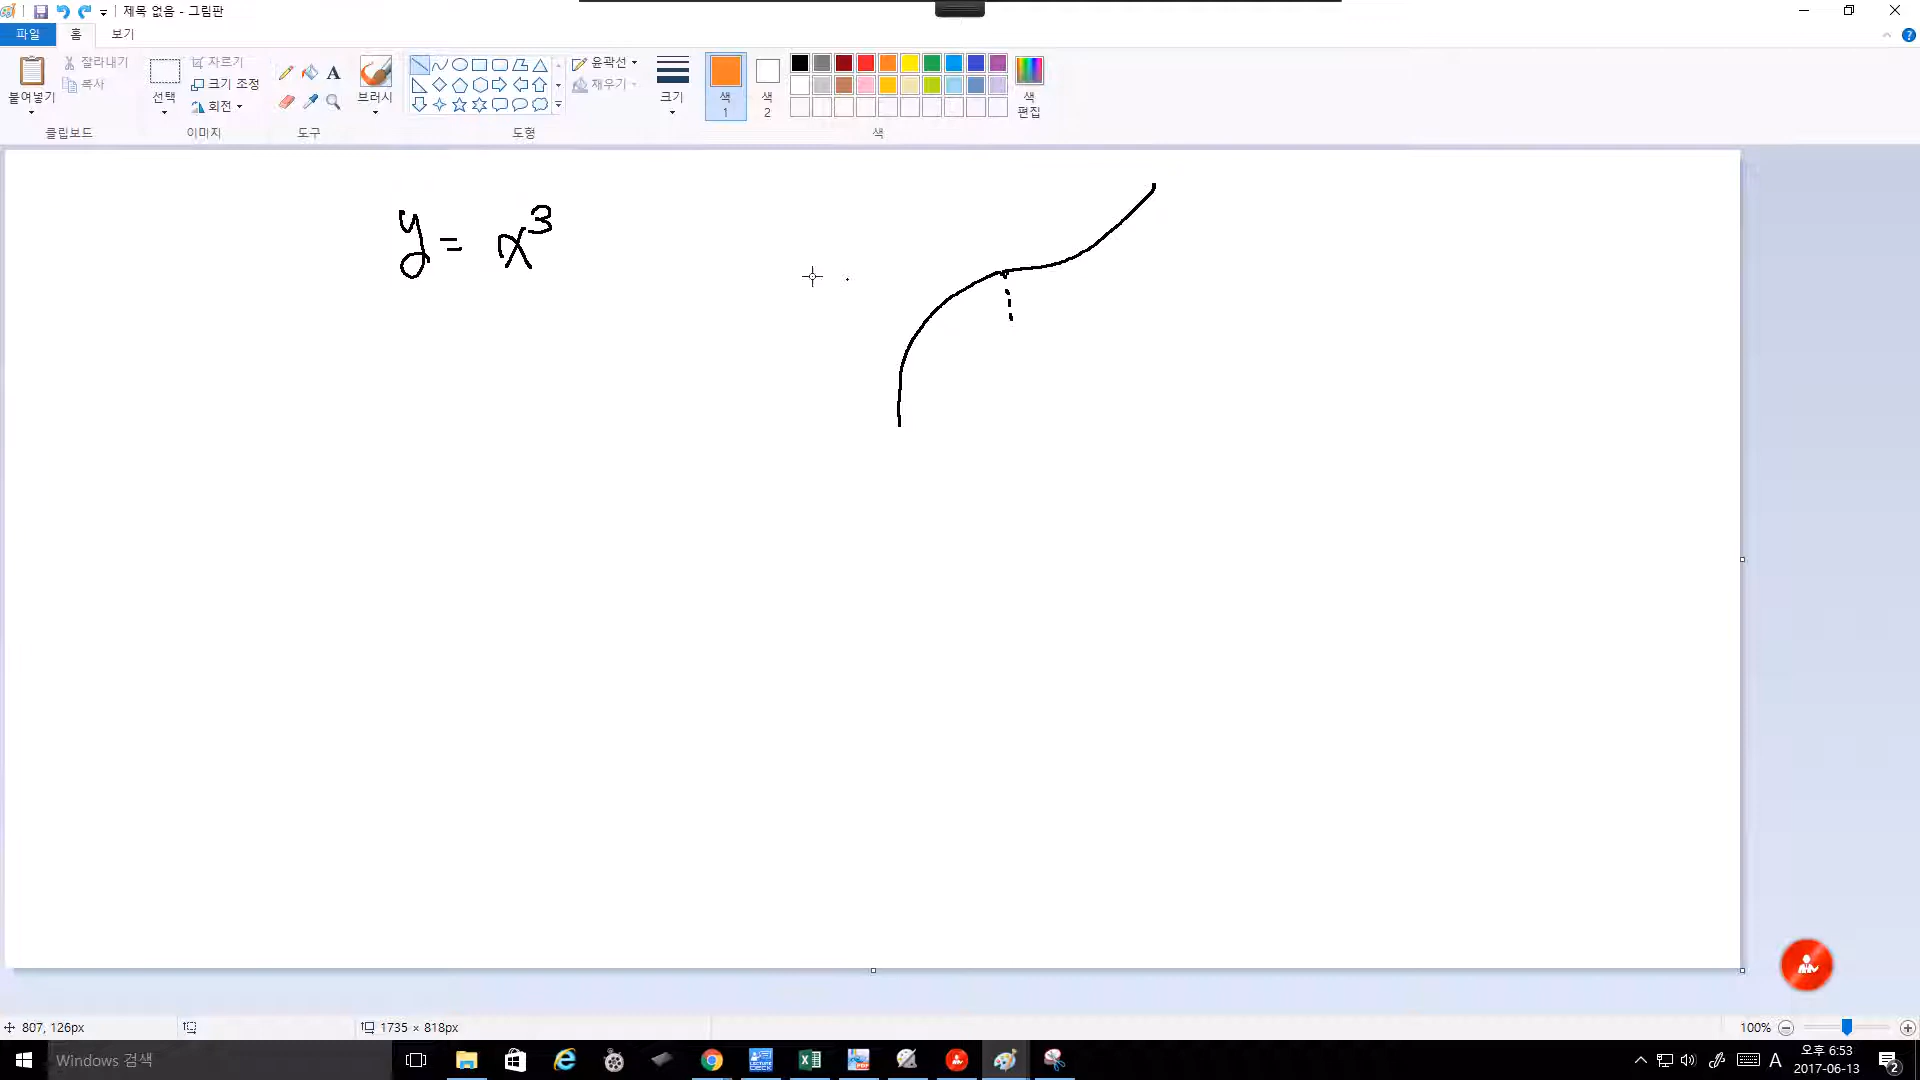 제목 없음 - 그림판
파일 홈 보기
붙여넣기 잘라내기 복사
클립보드
선택 자르기 크기 조정 회전
이미지
A
도구
브러시
윤곽선 채우기
도형
크기
색 1
색 2
색 편집
색
y = x³
807, 126px
1735 × 818px
100%
Windows 검색
A
오후 6:53
2017-06-13
2